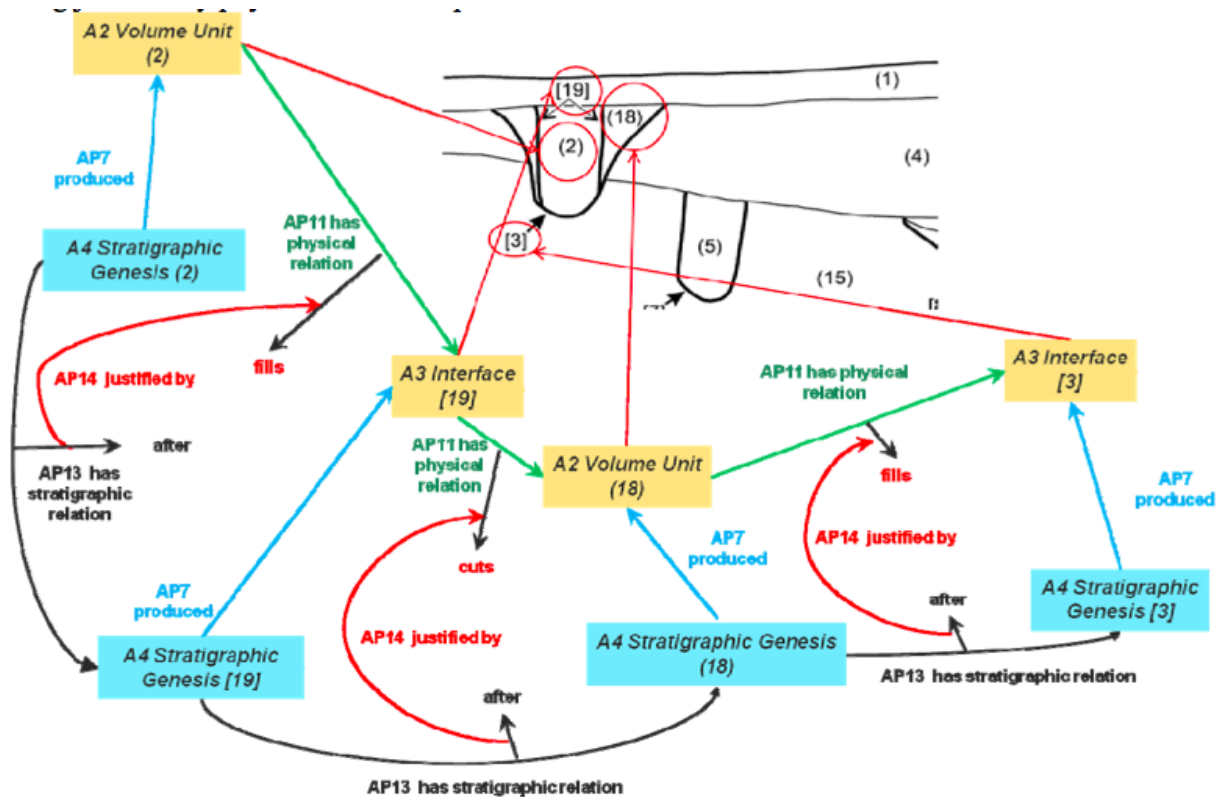 A2 Volume Unit
(2)
(1)
[19]
(18)
(2)
(4)
AP7
produced
AP11 has
physical
relation
[3]
(5)
(15)
A4 Stratigraphic
Genesis (2)
fills
AP14 justified by
A3 Interface
[19]
AP11 has physical
relation
A3 Interface
[3]
after
AP13 has
stratigraphic
relation
AP11 has
physical
relation
A2 Volume Unit
(18)
fills
AP7
produced
cuts
AP7
produced
AP14 justified by
AP7
produced
after
A4 Stratigraphic
Genesis [3]
A4 Stratigraphic
Genesis [19]
AP14 justified by
A4 Stratigraphic Genesis
(18)
AP13 has stratigraphic relation
after
AP13 has stratigraphic relation